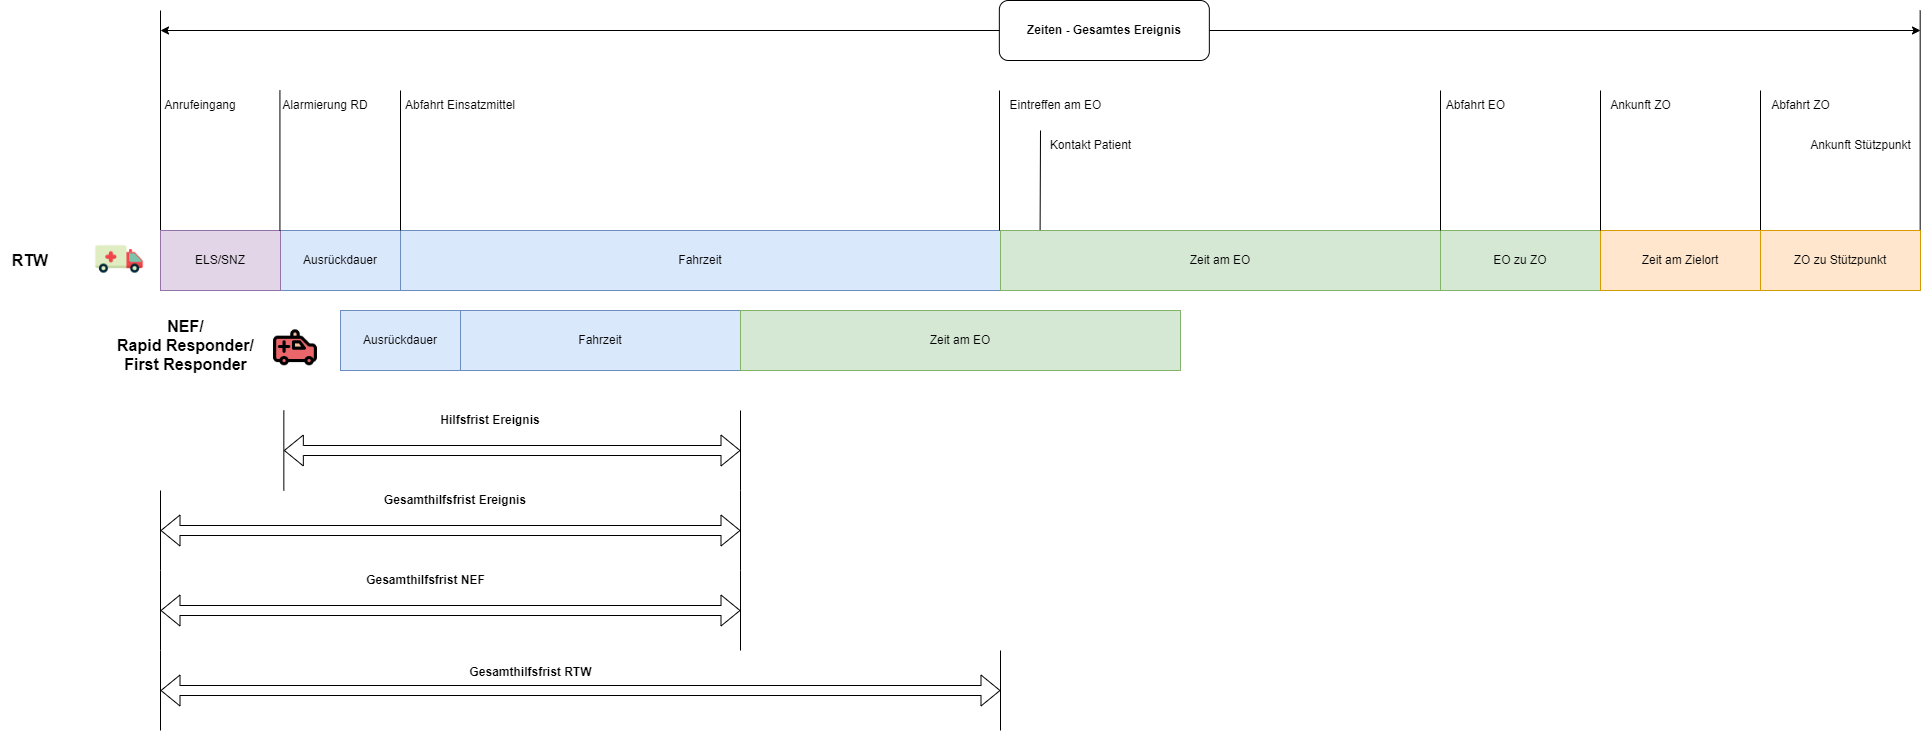 Zeiten - Gesamtes Ereignis
Anrufeingang
Alarmierung RD
Abfahrt Einsatzmittel
Eintreffen am EO
Abfahrt EO
Ankunft ZO
Abfahrt ZO
Kontakt Patient
Ankunft Stützpunkt
RTW
ELS/SNZ
Ausrückdauer
Fahrzeit
Zeit am EO
EO zu ZO
Zeit am Zielort
ZO zu Stützpunkt
NEF/
Rapid Responder/
First Responder
Ausrückdauer
Fahrzeit
Zeit am EO
Hilfsfrist Ereignis
Gesamthilfsfrist Ereignis
Gesamthilfsfrist NEF
Gesamthilfsfrist RTW